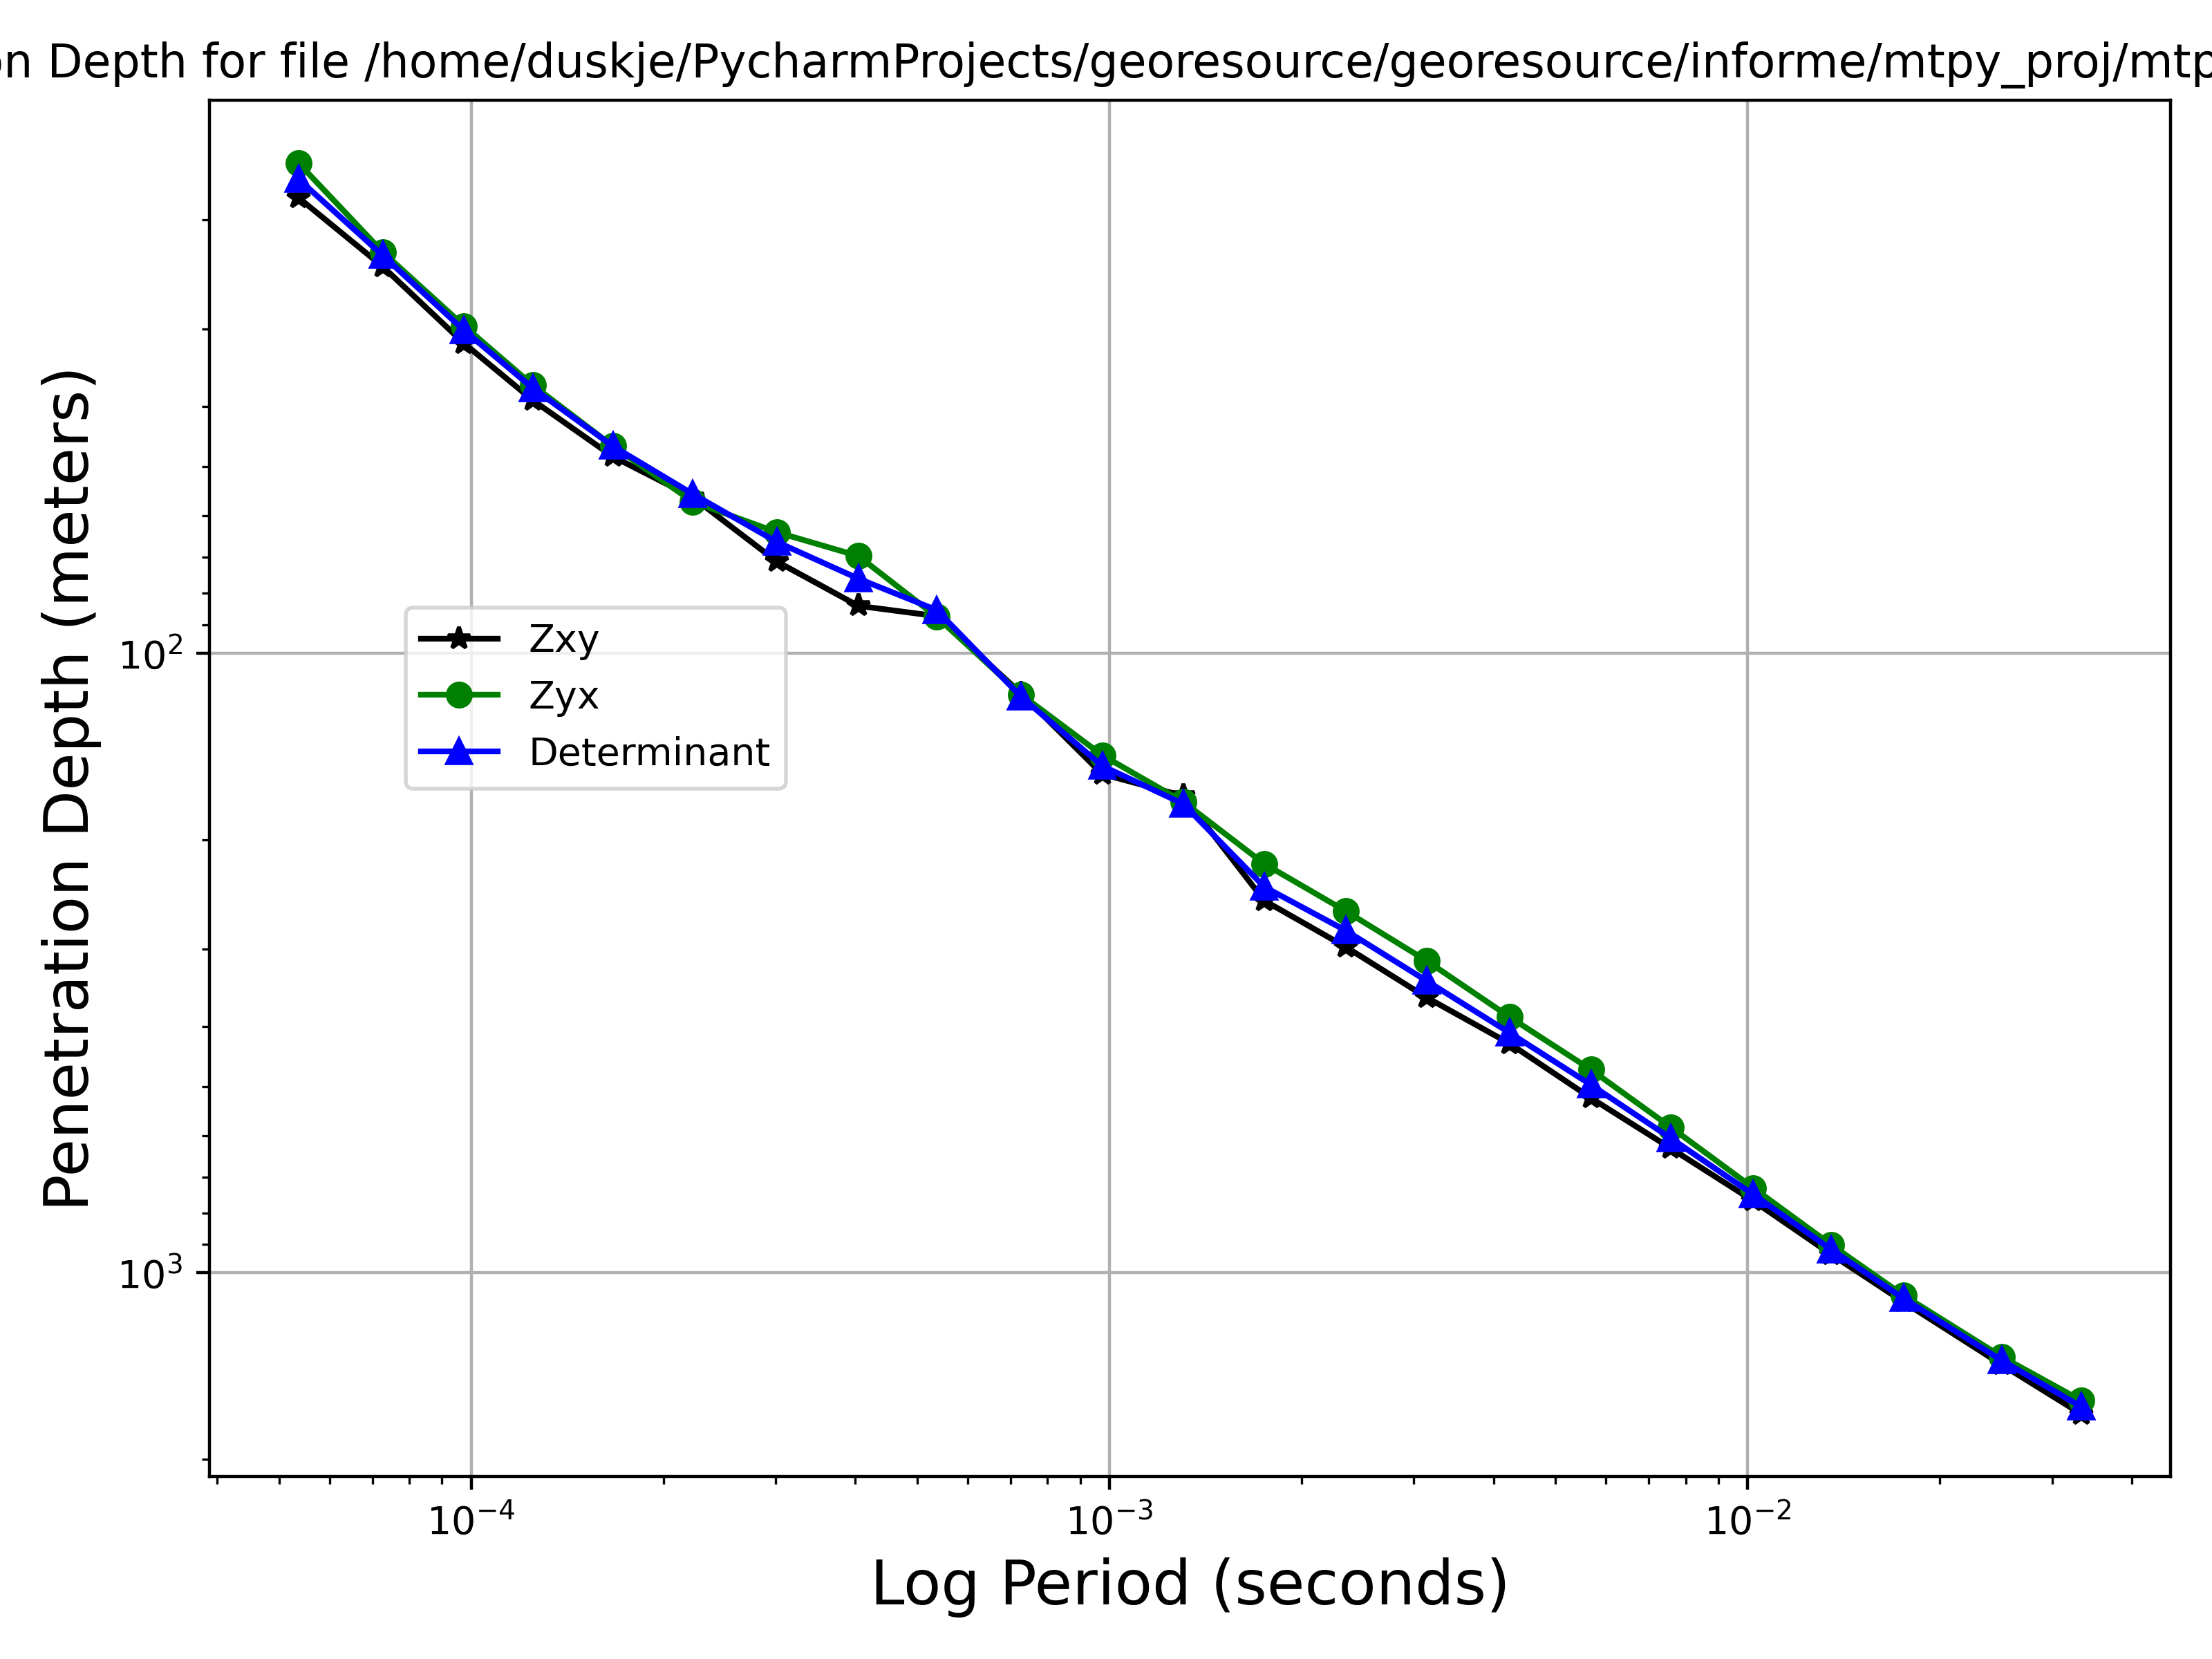 Depth for file /home/duskje/PycharmProjects/georesource/georesource/informe/mtpy_proj/
Penetration Depth (meters)
10²
10³
Zxy
Zyx
Determinant
10⁻⁴ 10⁻³ 10⁻²
Log Period (seconds)